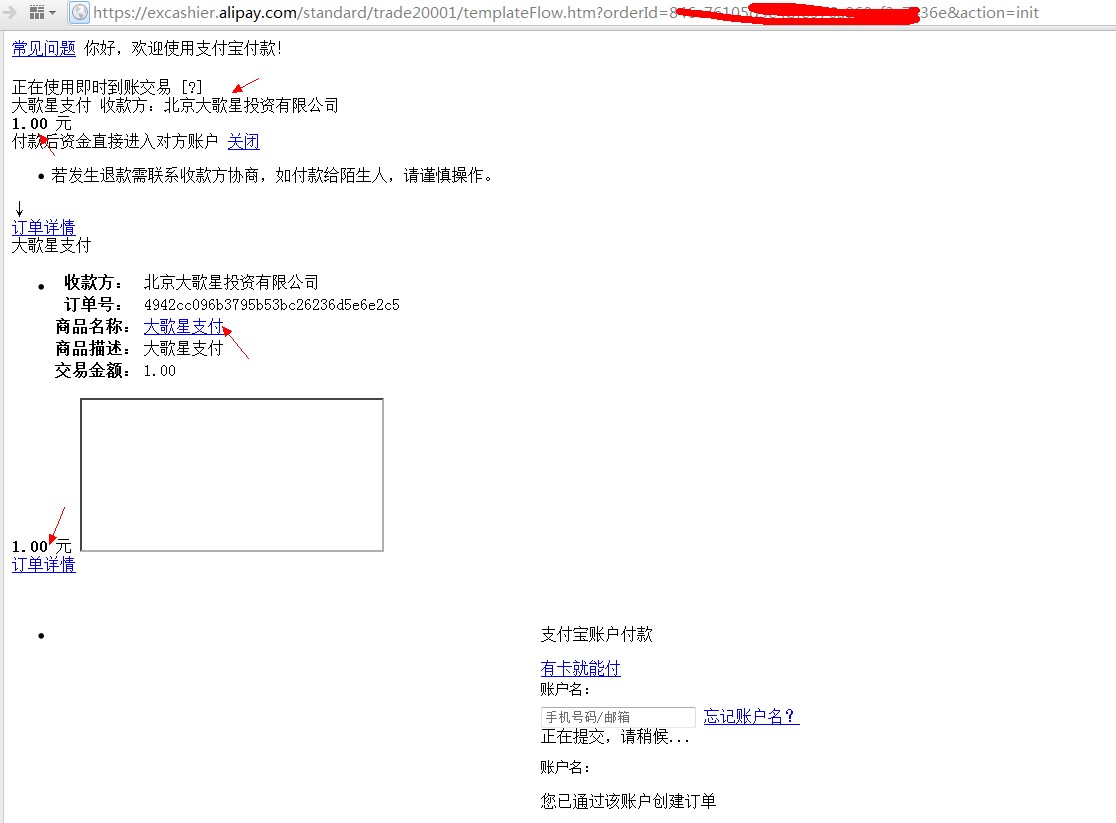 https://excashier.alipay.com/standard/trade20001/templateFlow.htm?orderId=36e&action=init
常见问题 你好，欢迎使用支付宝付款！
正在使用即时到账交易 [?]
大歌星支付 收款方：北京大歌星投资有限公司
1.00 元
付款后资金直接进入对方账户 关闭
• 若发生退款需联系收款方协商，如付款给陌生人，请谨慎操作。
↓
订单详情
大歌星支付
• 收款方： 北京大歌星投资有限公司
订单号： 4942cc096b3795b53bc26236d5e6e2c5
商品名称： 大歌星支付
商品描述： 大歌星支付
交易金额： 1.00
1.00 元
订单详情
• 支付宝账户付款
有卡就能付
账户名：
手机号码/邮箱 忘记账户名？
正在提交，请稍候...
账户名：
您已通过该账户创建订单